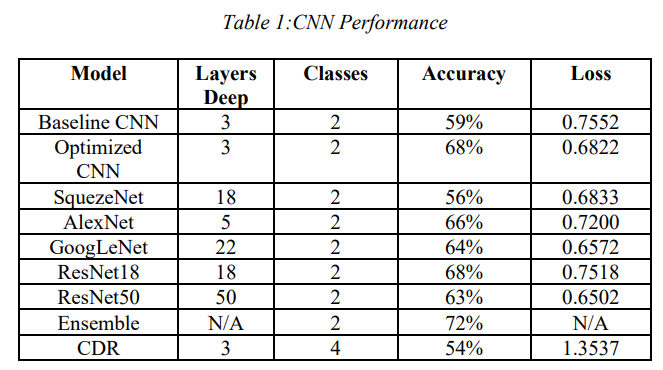 Table 1:CNN Performance
Model Layers Deep Classes Accuracy Loss
Baseline CNN 3 2 59% 0.7552
Optimized CNN 3 2 68% 0.6822
SquezeNet 18 2 56% 0.6833
AlexNet 5 2 66% 0.7200
GoogLeNet 22 2 64% 0.6572
ResNet18 18 2 68% 0.7518
ResNet50 50 2 63% 0.6502
Ensemble N/A 2 72% N/A
CDR 3 4 54% 1.3537